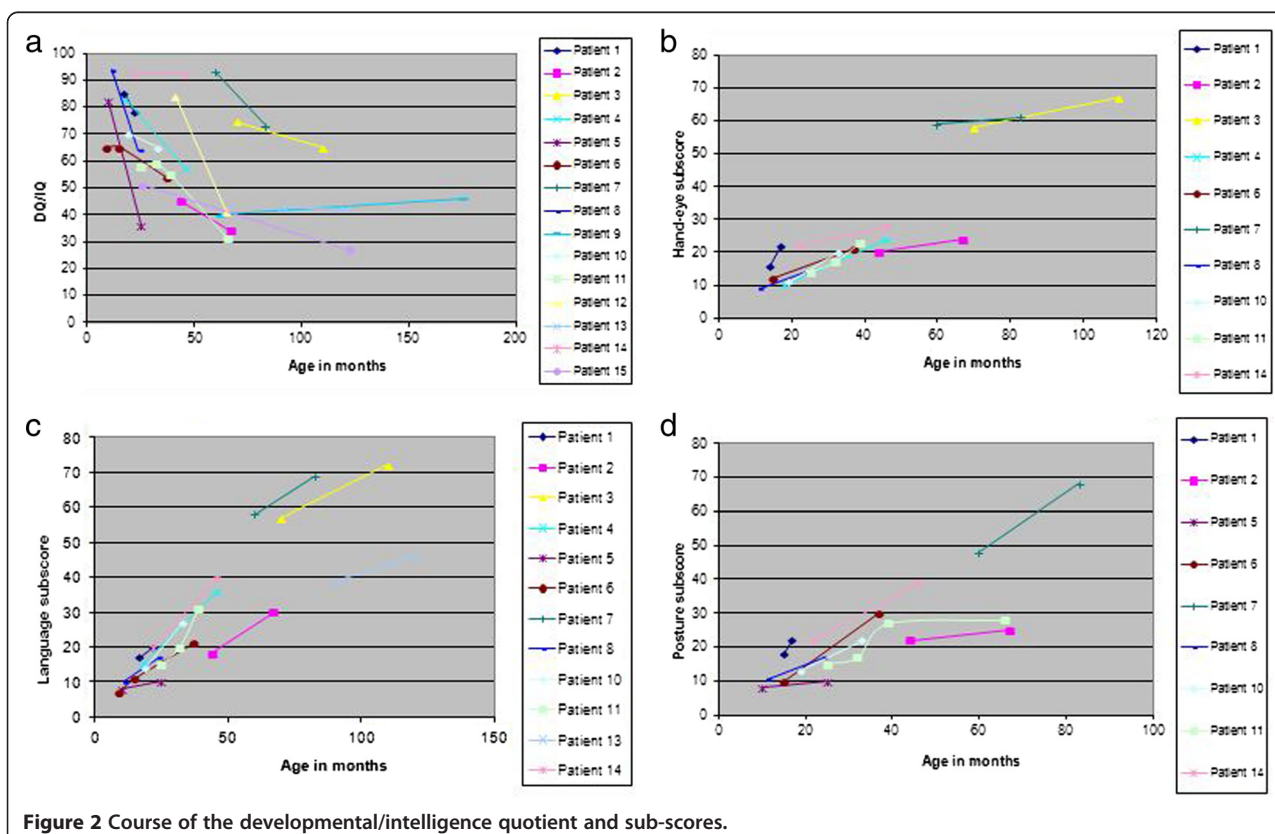 a
100
90
80
70
60
50
40
30
20
10
0
DQ/IQ
0 50 100 150 200
Age in months
Patient 1
Patient 2
Patient 3
Patient 4
Patient 5
Patient 6
Patient 7
Patient 8
Patient 9
Patient 10
Patient 11
Patient 12
Patient 13
Patient 14
Patient 15
b
80
70
60
50
40
30
20
10
0
Hand-eye subscore
0 20 40 60 80 100 120
Age in months
Patient 1
Patient 2
Patient 3
Patient 4
Patient 6
Patient 7
Patient 8
Patient 10
Patient 11
Patient 14
c
80
70
60
50
40
30
20
10
0
Language subscore
0 50 100 150
Age in months
Patient 1
Patient 2
Patient 3
Patient 4
Patient 5
Patient 6
Patient 7
Patient 8
Patient 10
Patient 11
Patient 13
Patient 14
d
80
70
60
50
40
30
20
10
0
Posture subscore
0 20 40 60 80 100
Age in months
Patient 1
Patient 2
Patient 5
Patient 6
Patient 7
Patient 8
Patient 10
Patient 11
Patient 14
Figure 2 Course of the developmental/intelligence quotient and sub-scores.